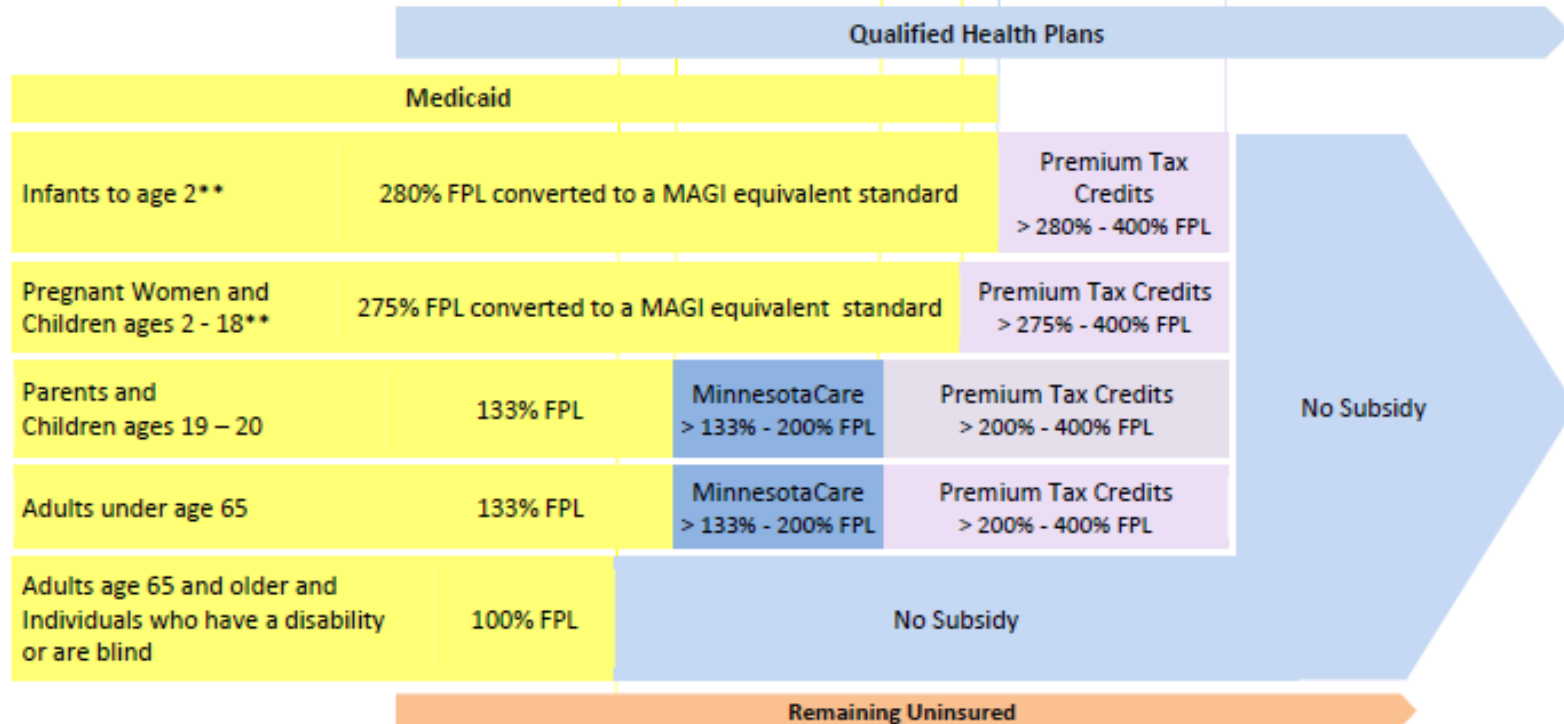 Qualified Health Plans
Medicaid
Infants to age 2**
280% FPL converted to a MAGI equivalent standard
Premium Tax
Credits
> 280% - 400% FPL
Pregnant Women and
Children ages 2 - 18**
275% FPL converted to a MAGI equivalent standard
Premium Tax Credits
> 275% - 400% FPL
Parents and
Children ages 19 – 20
133% FPL
MinnesotaCare
> 133% - 200% FPL
Premium Tax Credits
> 200% - 400% FPL
No Subsidy
Adults under age 65
133% FPL
MinnesotaCare
> 133% - 200% FPL
Premium Tax Credits
> 200% - 400% FPL
Adults age 65 and older and
Individuals who have a disability
or are blind
100% FPL
No Subsidy
Remaining Uninsured